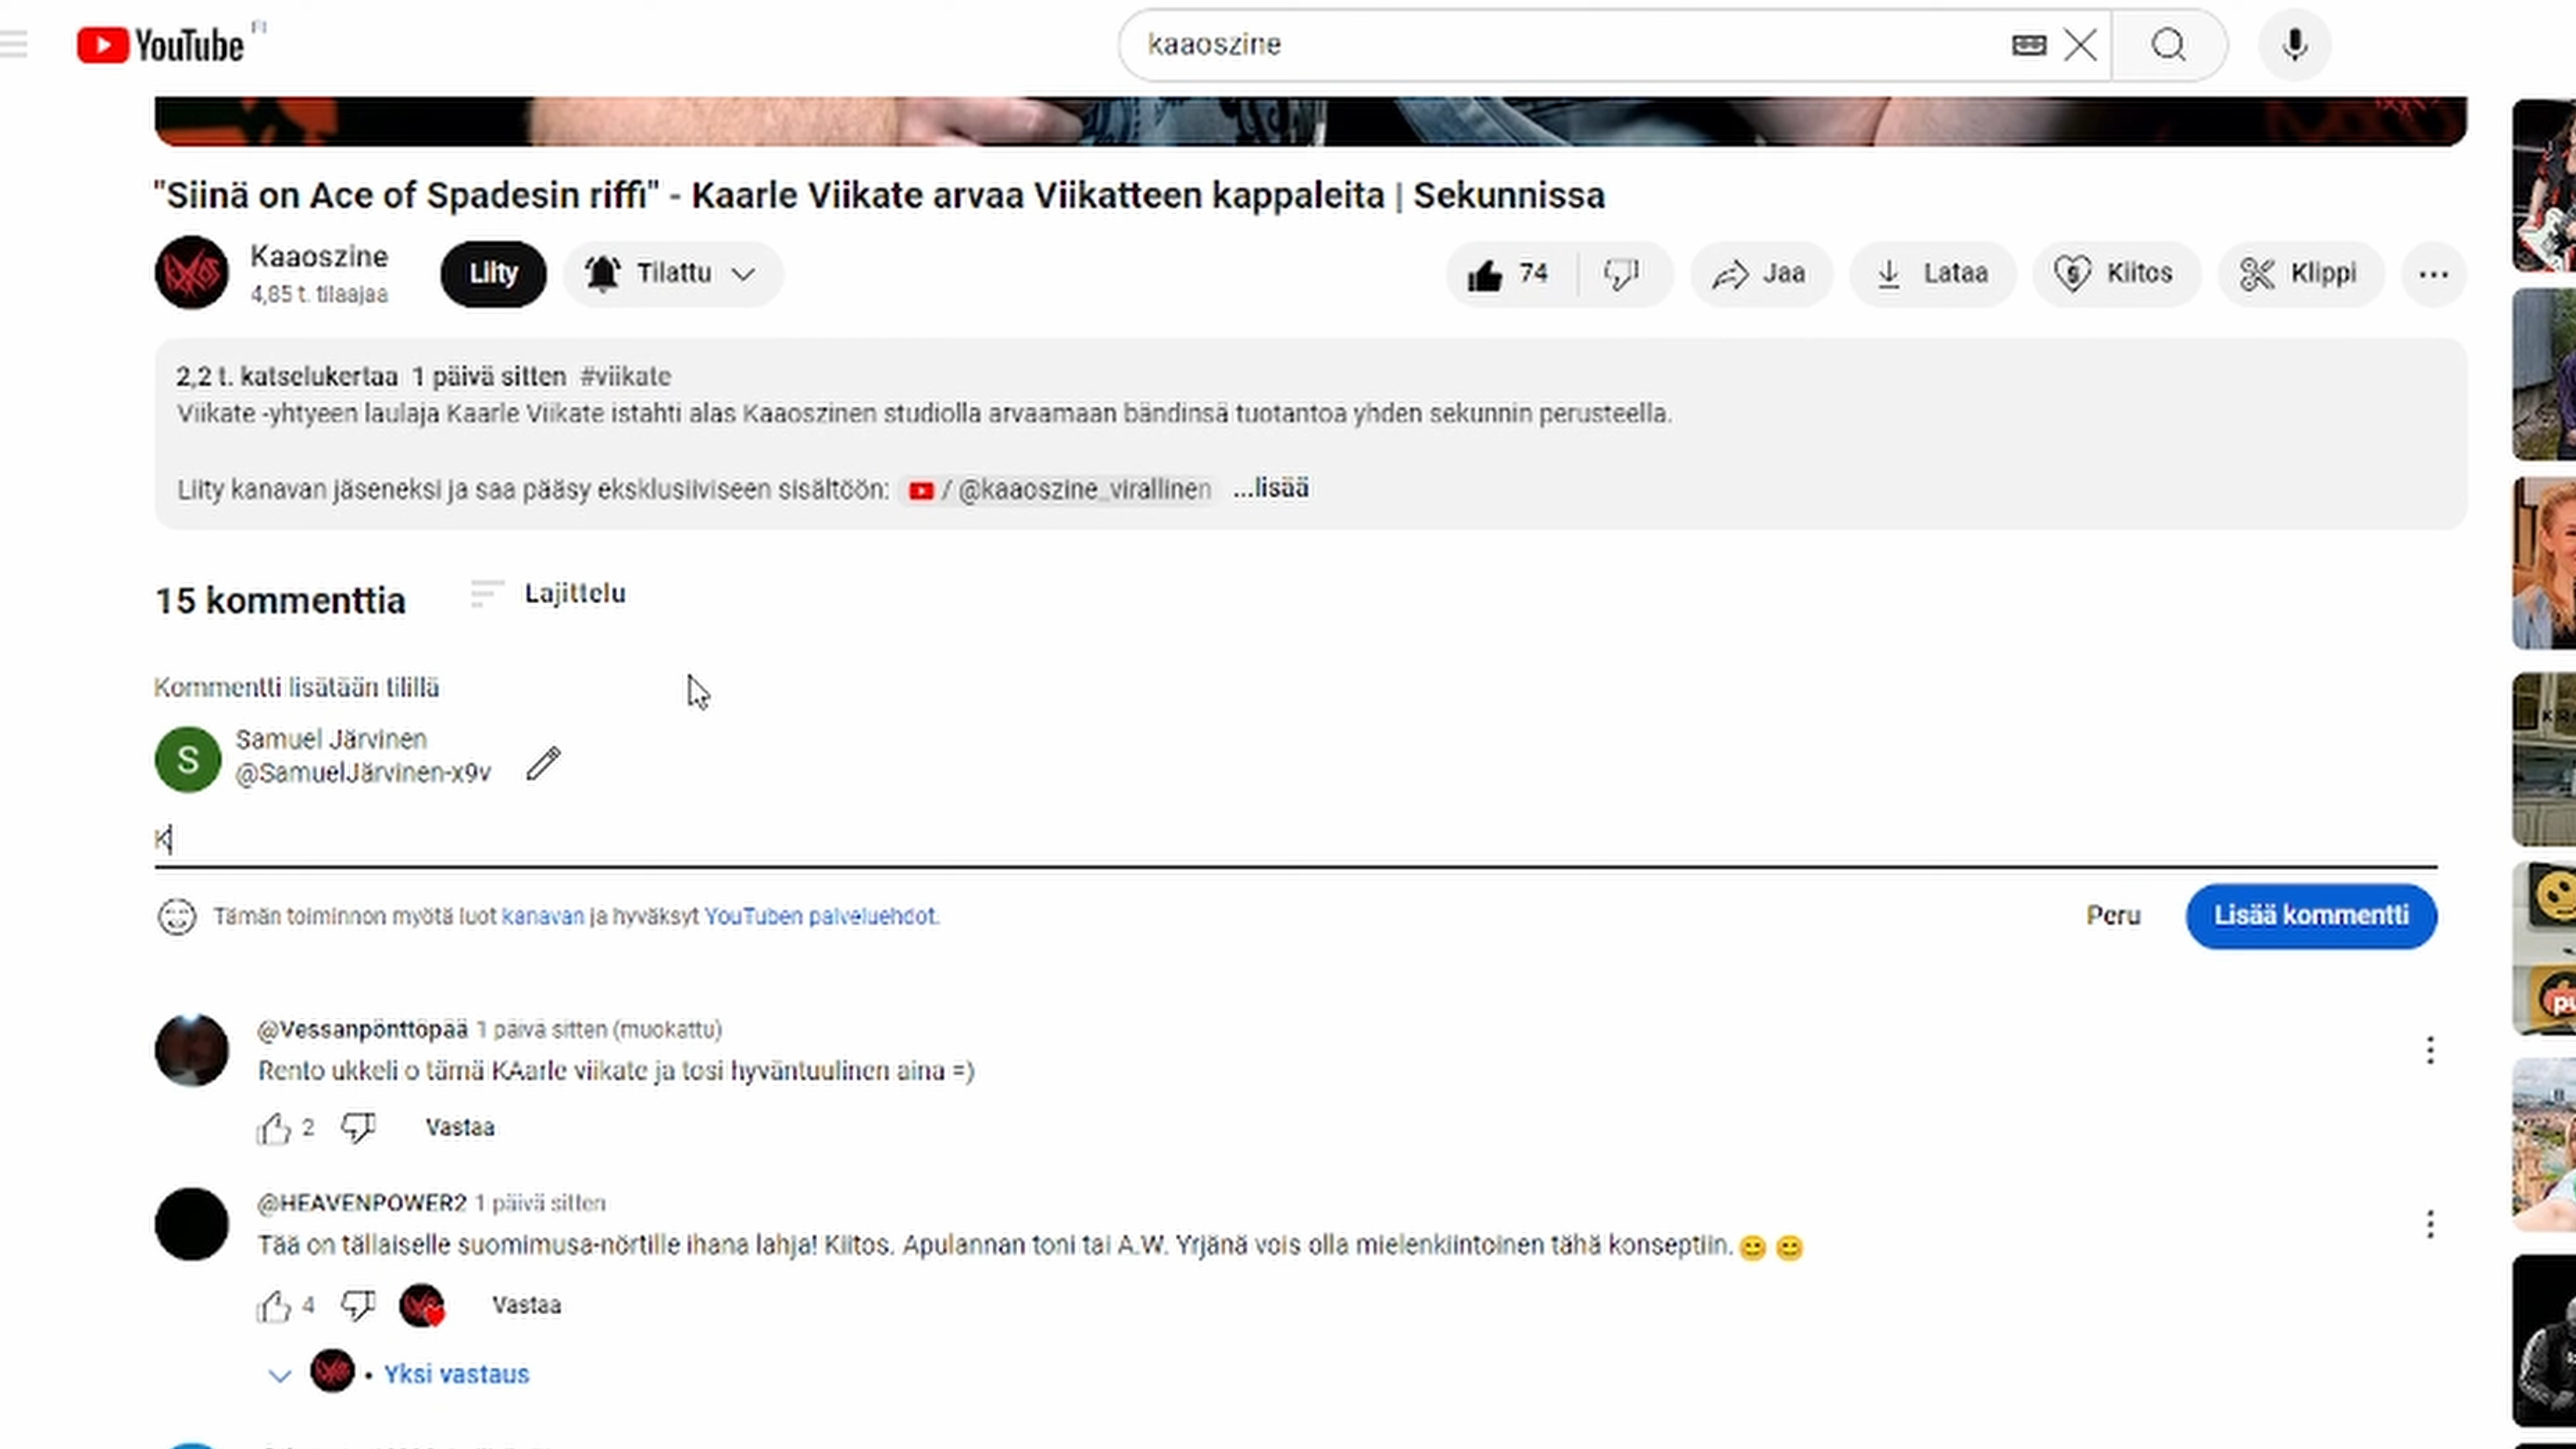 YouTube FI
kaaoszine
"Siinä on Ace of Spadesin riffi" - Kaarle Viikate arvaa Viikatteen kappaleita | Sekunnissa
Kaaoszine
4,85 t. tilaajaa
Liity
Tilattu
74
Jaa
Lataa
Kiitos
Klippi
2,2 t. katselukertaa 1 päivä sitten #viikate
Viikate -yhtyeen laulaja Kaarle Viikate istahti alas Kaaoszinen studiolla arvaamaan bändinsä tuotantoa yhden sekunnin perusteella.
Liity kanavan jäseneksi ja saa pääsy eksklusiiviseen sisältöön: / @kaaoszine_virallinen ...lisää
15 kommenttia
Lajittelu
Kommentti lisätään tilillä
S
Samuel Järvinen
@SamuelJärvinen-x9v
K
Tämän toiminnon myötä luot kanavan ja hyväksyt YouTuben palveluehdot.
Peru
Lisää kommentti
@Vessanpönttöpää 1 päivä sitten (muokattu)
Rento ukkeli o tämä KAarle viikate ja tosi hyväntuulinen aina =)
2
Vastaa
@HEAVENPOWER2 1 päivä sitten
Tää on tällaiselle suomimusa-nörtille ihana lahja! Kiitos. Apulannan toni tai A.W. Yrjänä vois olla mielenkiintoinen tähä konseptiin. 😊 😊
4
Vastaa
• Yksi vastaus